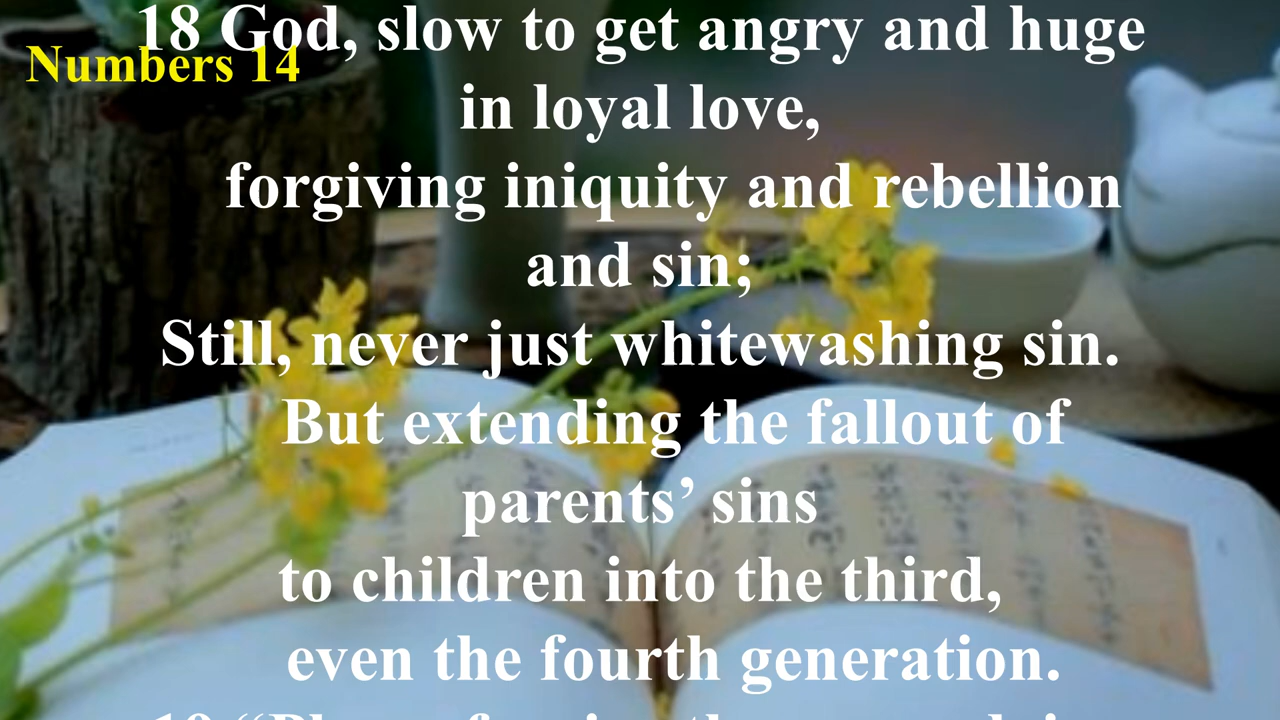 18 God, slow to get angry and huge
Numbers 14
in loyal love,
forgiving iniquity and rebellion
and sin;
Still, never just whitewashing sin.
But extending the fallout of
parents’ sins
to children into the third,
even the fourth generation.